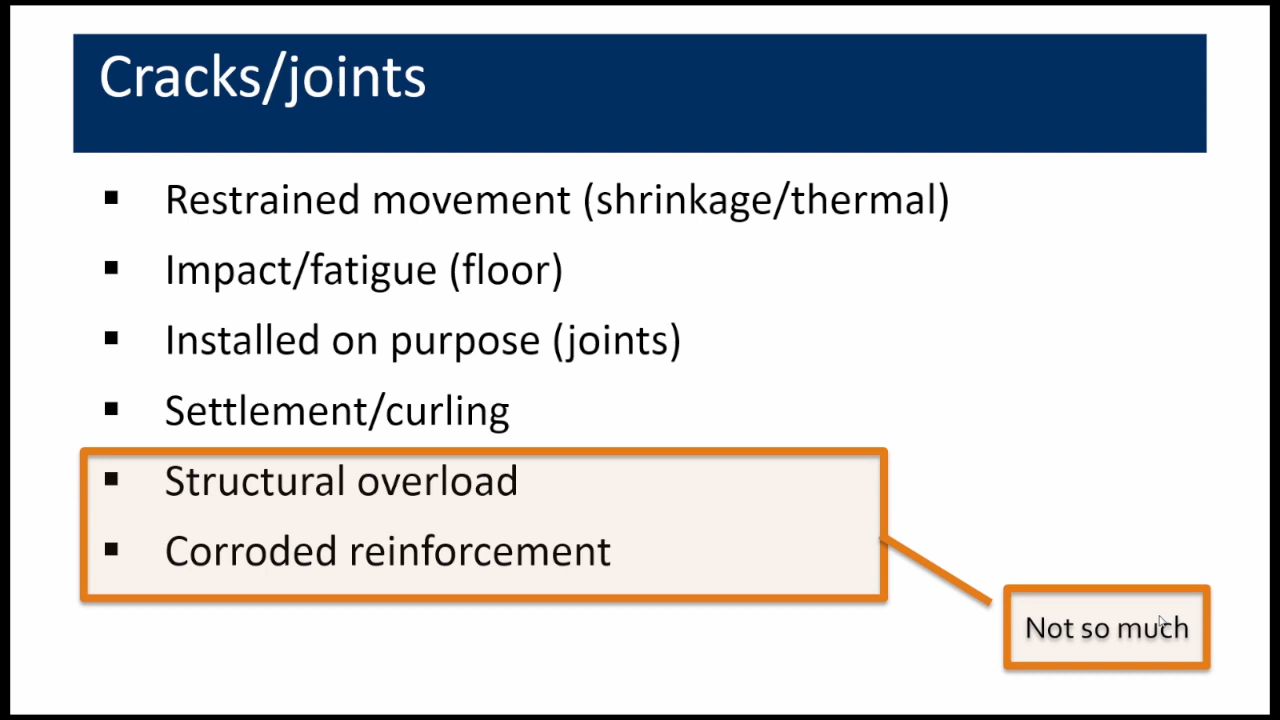 Cracks/joints
Restrained movement (shrinkage/thermal)
Impact/fatigue (floor)
Installed on purpose (joints)
Settlement/curling
Structural overload
Corroded reinforcement
Not so much